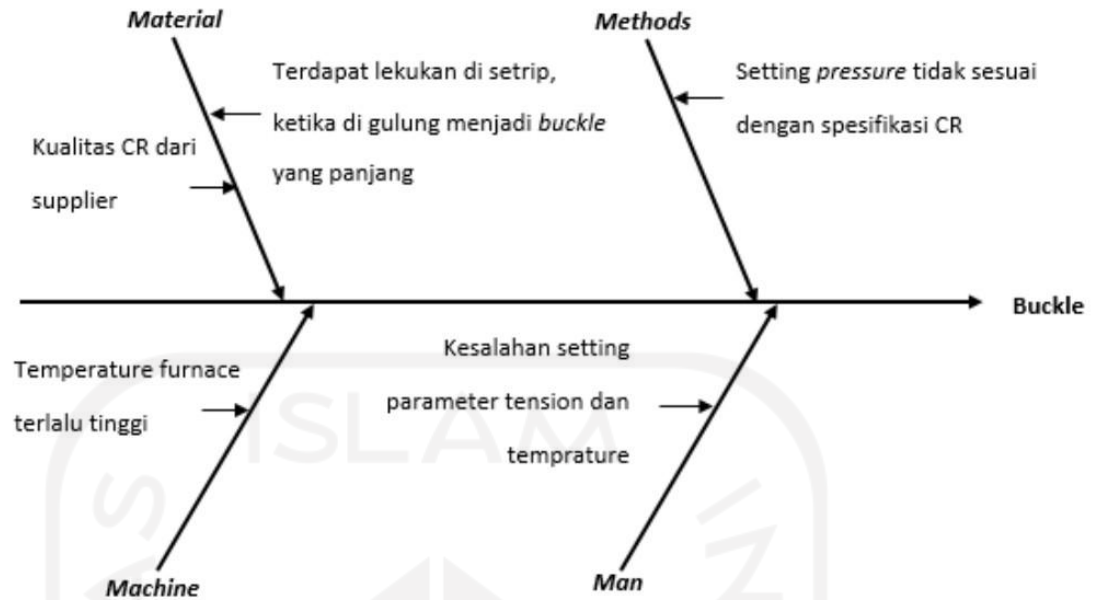 Material
Terdapat lekukan di setrip,
ketika di gulung menjadi buckle
yang panjang
Kualitas CR dari
supplier
Methods
Setting pressure tidak sesuai
dengan spesifikasi CR
Buckle
Temperature furnace
terlalu tinggi
Machine
Kesalahan setting
parameter tension dan
temprature
Man
ISLAM